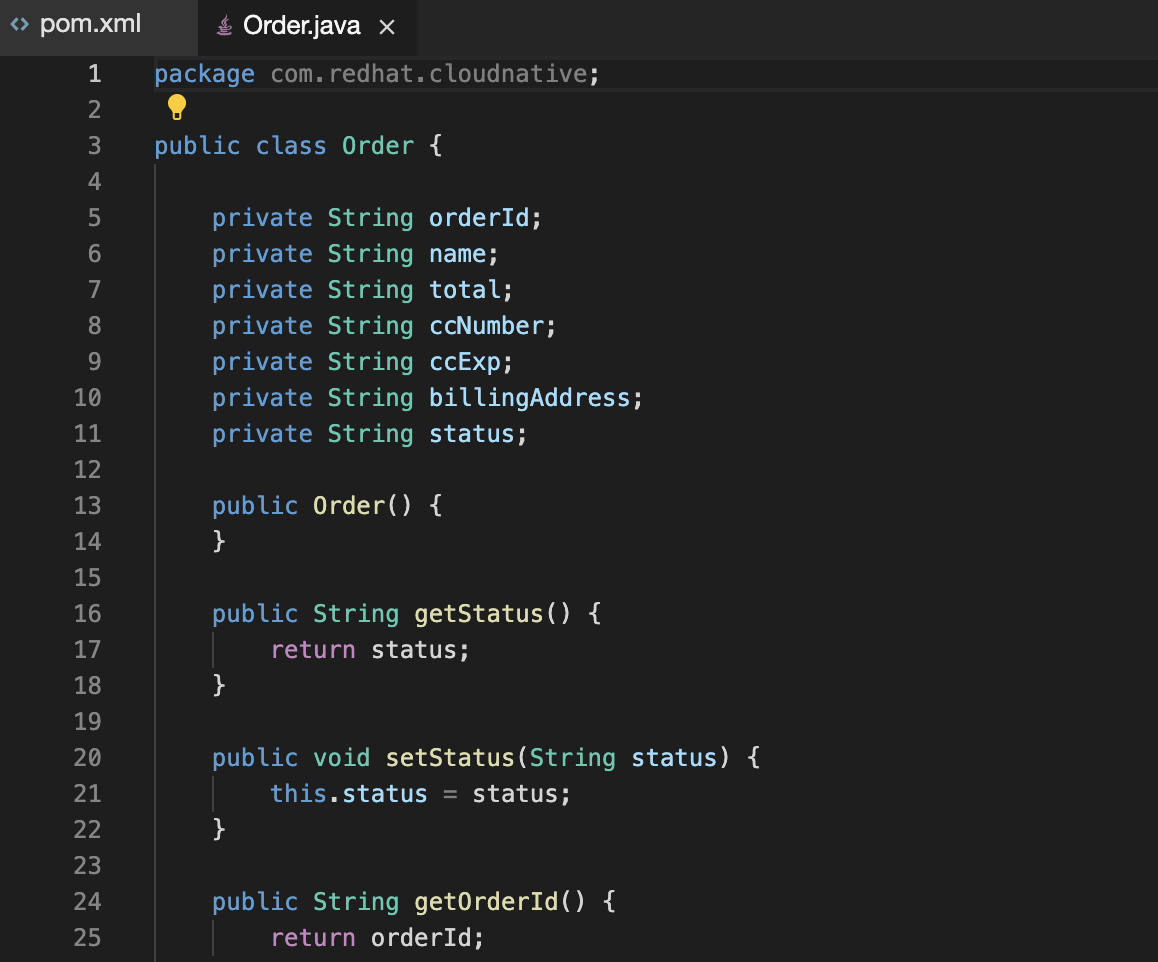 pom.xml Order.java
1 package com.redhat.cloudnative;
2
3 public class Order {
4
5     private String orderId;
6     private String name;
7     private String total;
8     private String ccNumber;
9     private String ccExp;
10     private String billingAddress;
11     private String status;
12
13     public Order() {
14     }
15
16     public String getStatus() {
17         return status;
18     }
19
20     public void setStatus(String status) {
21         this.status = status;
22     }
23
24     public String getOrderId() {
25         return orderId;